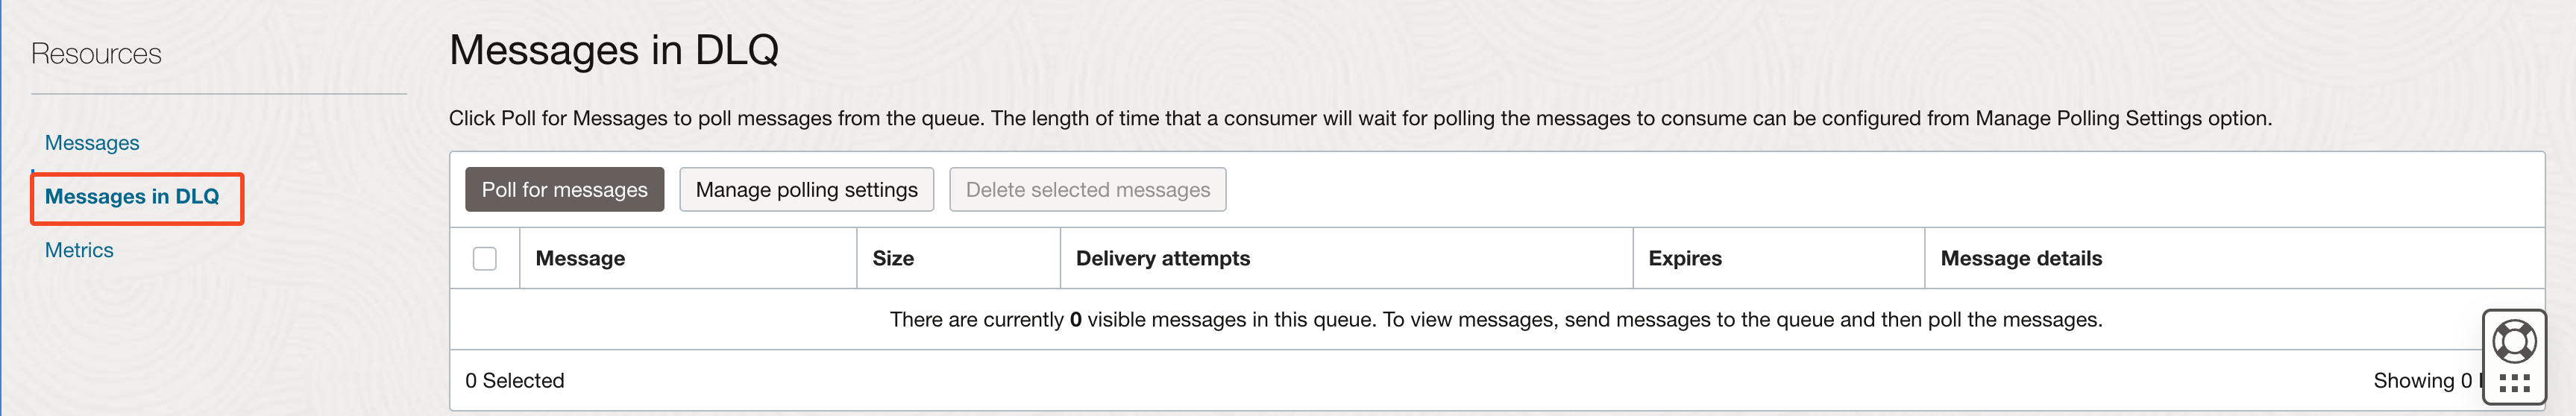 Resources
Messages
Messages in DLQ
Metrics
Messages in DLQ
Click Poll for Messages to poll messages from the queue. The length of time that a consumer will wait for polling the messages to consume can be configured from Manage Polling Settings option.
Poll for messages Manage polling settings Delete selected messages
Message Size Delivery attempts Expires Message details
There are currently 0 visible messages in this queue. To view messages, send messages to the queue and then poll the messages.
0 Selected Showing 0